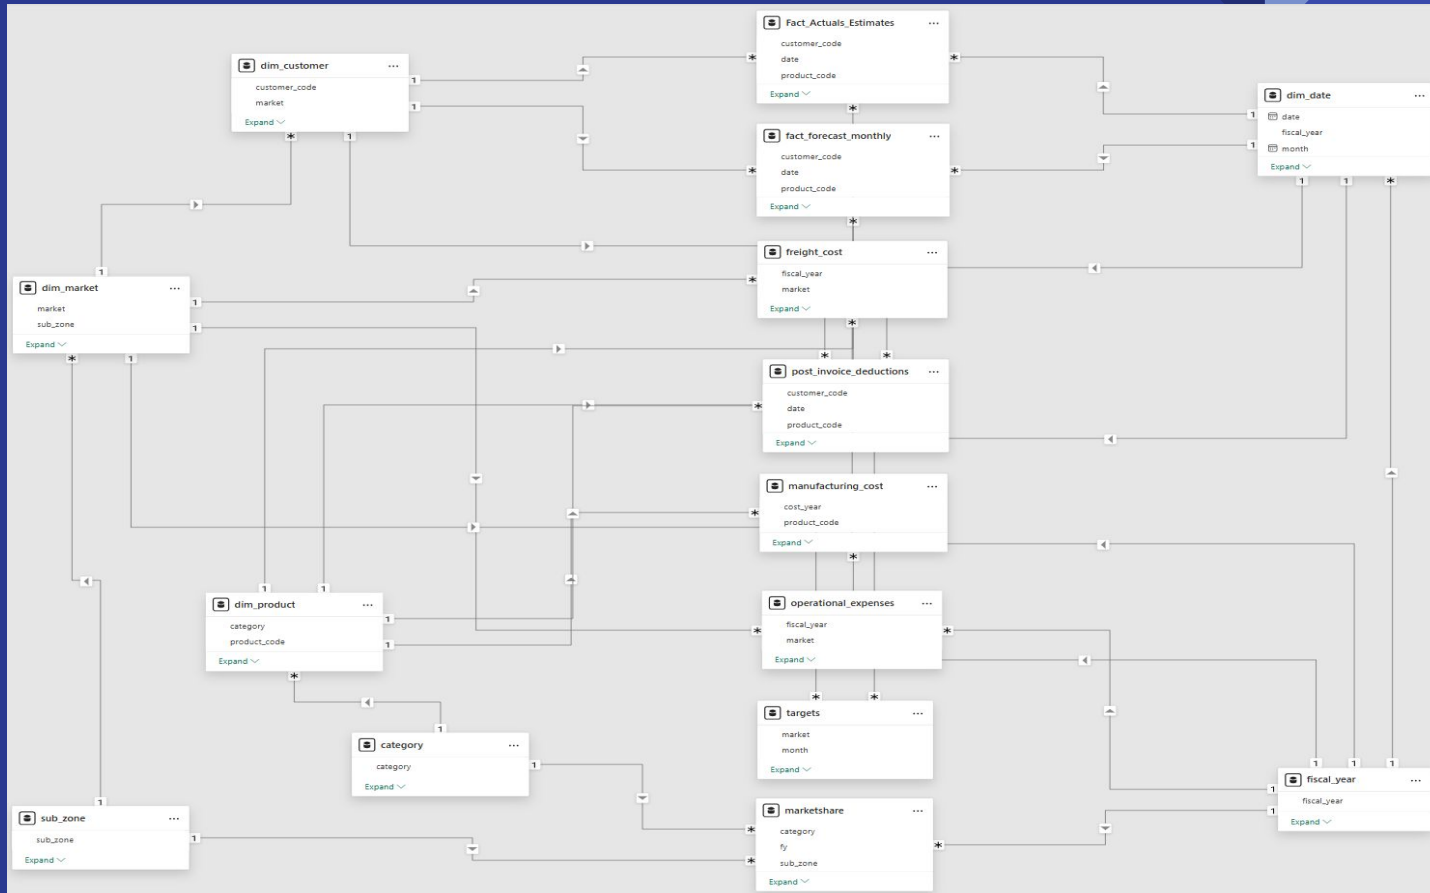 Fact_Actuals_Estimates
customer_code
date
product_code
Expand
dim_customer
customer_code
market
Expand
dim_date
date
fiscal_year
month
Expand
fact_forecast_monthly
customer_code
date
product_code
Expand
freight_cost
fiscal_year
market
Expand
dim_market
market
sub_zone
Expand
post_invoice_deductions
customer_code
date
product_code
Expand
manufacturing_cost
cost_year
product_code
Expand
dim_product
category
product_code
Expand
operational_expenses
fiscal_year
market
Expand
targets
market
month
Expand
category
category
Expand
fiscal_year
fiscal_year
Expand
sub_zone
sub_zone
Expand
marketshare
category
fy
sub_zone
Expand